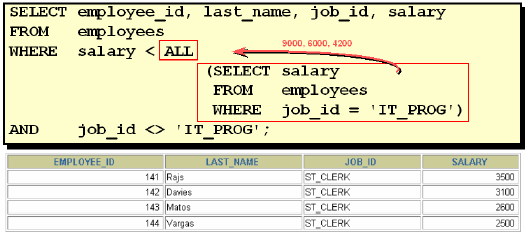 SELECT employee_id, last_name, job_id, salary
FROM employees
WHERE salary < ALL
9000, 6000, 4200
(SELECT salary
FROM employees
WHERE job_id = 'IT_PROG')
AND job_id <> 'IT_PROG';
EMPLOYEE_ID LAST_NAME JOB_ID SALARY
141 Rajs ST_CLERK 3500
142 Davies ST_CLERK 3100
143 Matos ST_CLERK 2600
144 Vargas ST_CLERK 2500